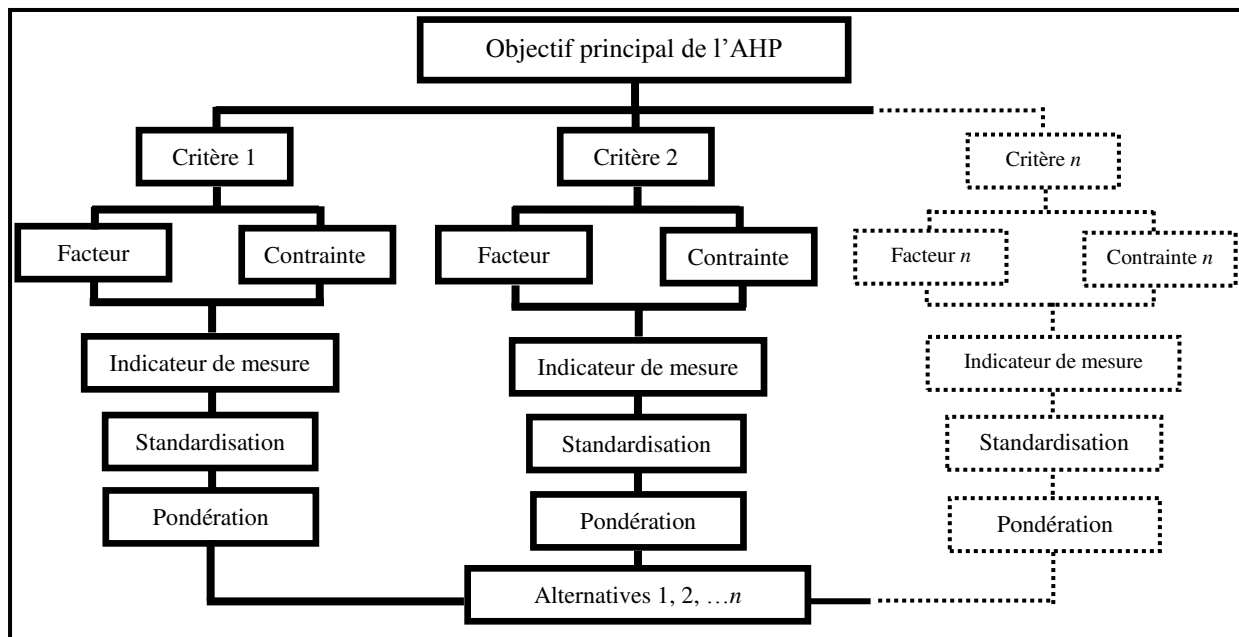 Objectif principal de l'AHP
Critère 1
Critère 2
Critère n
Facteur
Contrainte
Facteur
Contrainte
Facteur n
Contrainte n
Indicateur de mesure
Indicateur de mesure
Indicateur de mesure
Standardisation
Standardisation
Standardisation
Pondération
Pondération
Pondération
Alternatives 1, 2, …n